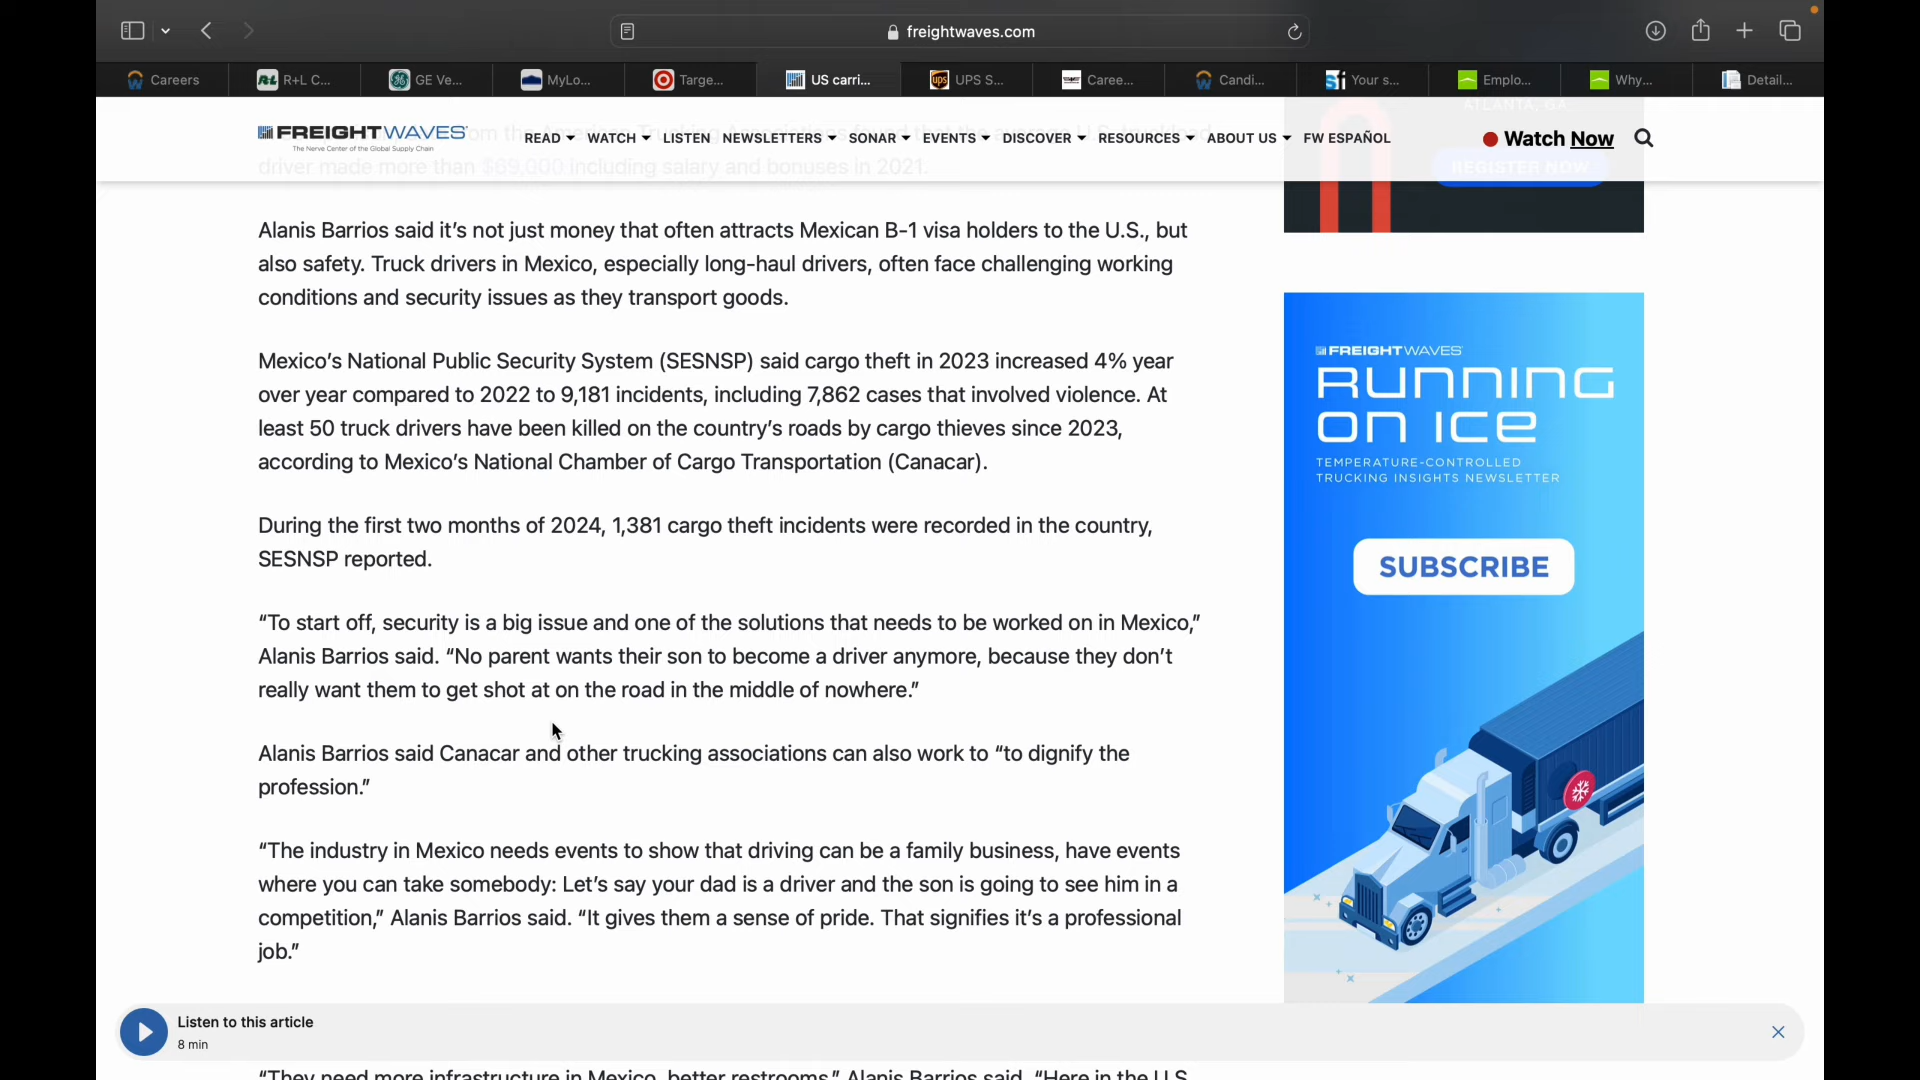 freightwaves.com
Careers
R+L C...
GE Ve...
MyLo...
Targe...
US carri...
UPS S...
Caree...
Candi...
Your s...
Emplo...
Why...
Detail...
FREIGHTWAVES
The Nerve Center of the Global Supply Chain
READ
WATCH
LISTEN
NEWSLETTERS
SONAR
EVENTS
DISCOVER
RESOURCES
ABOUT US
FW ESPAÑOL
Watch Now
driver made more than $69,000 including salary and bonuses in 2021.
Alanis Barrios said it’s not just money that often attracts Mexican B-1 visa holders to the U.S., but
also safety. Truck drivers in Mexico, especially long-haul drivers, often face challenging working
conditions and security issues as they transport goods.
Mexico’s National Public Security System (SESNSP) said cargo theft in 2023 increased 4% year
over year compared to 2022 to 9,181 incidents, including 7,862 cases that involved violence. At
least 50 truck drivers have been killed on the country’s roads by cargo thieves since 2023,
according to Mexico’s National Chamber of Cargo Transportation (Canacar).
During the first two months of 2024, 1,381 cargo theft incidents were recorded in the country,
SESNSP reported.
“To start off, security is a big issue and one of the solutions that needs to be worked on in Mexico,”
Alanis Barrios said. “No parent wants their son to become a driver anymore, because they don’t
really want them to get shot at on the road in the middle of nowhere.”
Alanis Barrios said Canacar and other trucking associations can also work to “to dignify the
profession.”
“The industry in Mexico needs events to show that driving can be a family business, have events
where you can take somebody: Let’s say your dad is a driver and the son is going to see him in a
competition,” Alanis Barrios said. “It gives them a sense of pride. That signifies it’s a professional
job.”
“They need more infrastructure in Mexico, better restrooms,” Alanis Barrios said. “Here in the U.S.
ATLANTA, GA
REGISTER NOW
FREIGHTWAVES
RUNNING
ON ICE
TEMPERATURE-CONTROLLED
TRUCKING INSIGHTS NEWSLETTER
SUBSCRIBE
Listen to this article
8 min